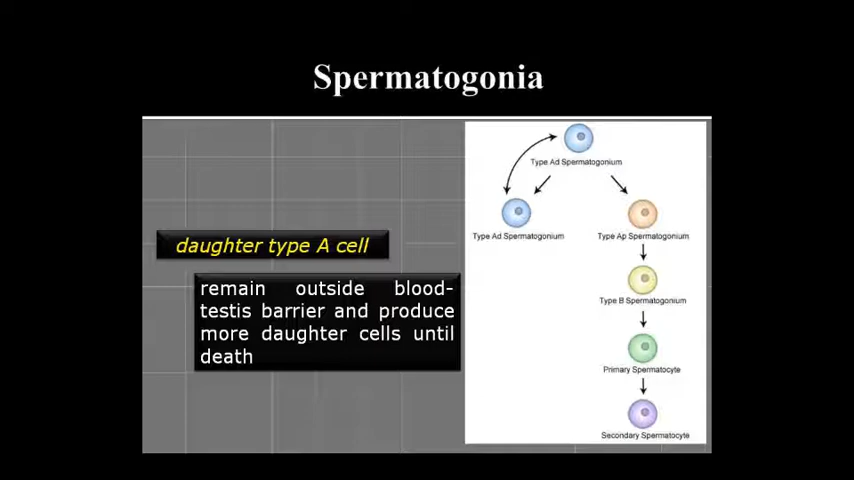 Spermatogonia
daughter type A cell
remain outside blood-
testis barrier and produce
more daughter cells until
death
Type Ad Spermatogonium
Type Ad Spermatogonium
Type Ap Spermatogonium
Type B Spermatogonium
Primary Spermatocyte
Secondary Spermatocyte